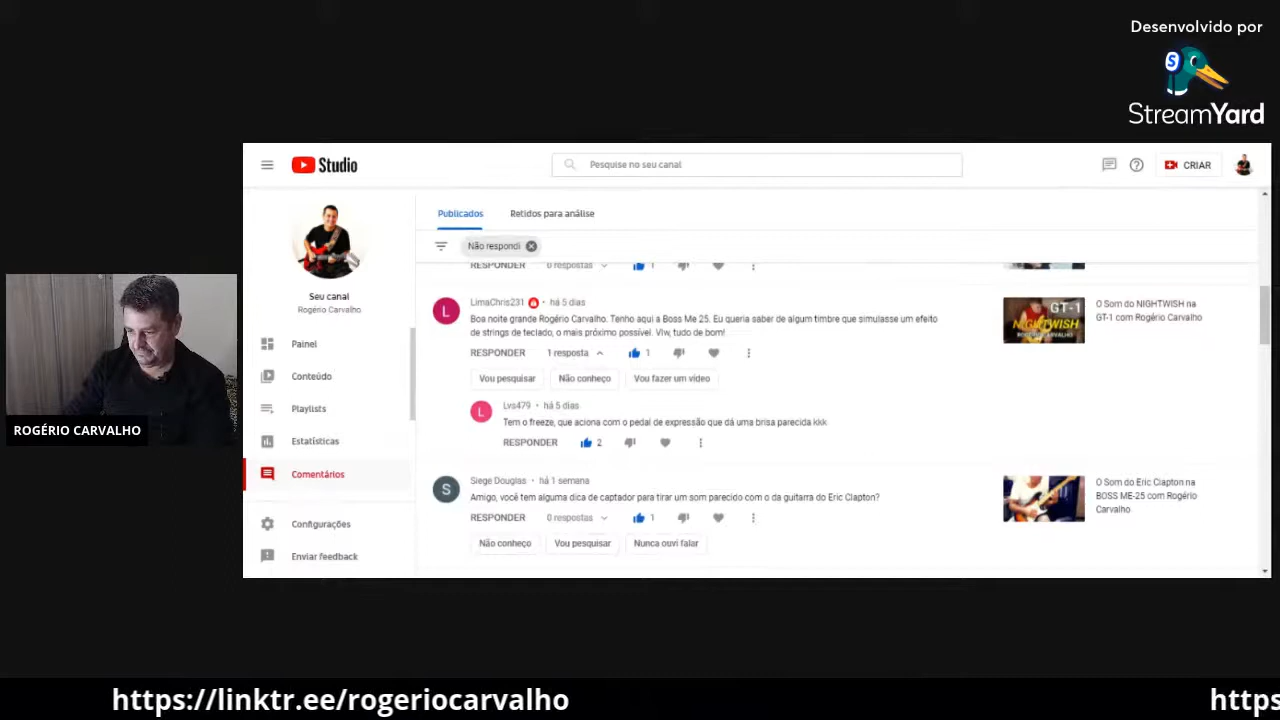 Desenvolvido por
StreamYard
Studio
Pesquise no seu canal
CRIAR
Seu canal
Rogério Carvalho
Painel
Conteúdo
Playlists
Estatísticas
Comentários
Configurações
Enviar feedback
Publicados
Retidos para análise
Não respondi
RESPONDER 0 respostas 1
LimaChris231 • há 5 dias
Boa noite grande Rogério Carvalho. Tenho aqui a Boss Me 25. Eu queria saber de algum timbre que simulasse um efeito
de strings de teclado, o mais próximo possível. Vlw, tudo de bom!
RESPONDER 1 resposta 1
Vou pesquisar
Não conheço
Vou fazer um vídeo
L
GT-1
NIGHTWISH
ROGÉRIO CARVALHO
O Som do NIGHTWISH na
GT-1 com Rogério Carvalho
L
Lvs479 • há 5 dias
Tem o freeze, que aciona com o pedal de expressão que dá uma brisa parecida kkk
RESPONDER 2
S
Siege Douglas • há 1 semana
Amigo, você tem alguma dica de captador para tirar um som parecido com o da guitarra do Eric Clapton?
RESPONDER 0 respostas 1
Não conheço
Vou pesquisar
Nunca ouvi falar
O Som do Eric Clapton na
BOSS ME-25 com Rogério
Carvalho
ROGÉRIO CARVALHO
https://linktr.ee/rogeriocarvalho
https